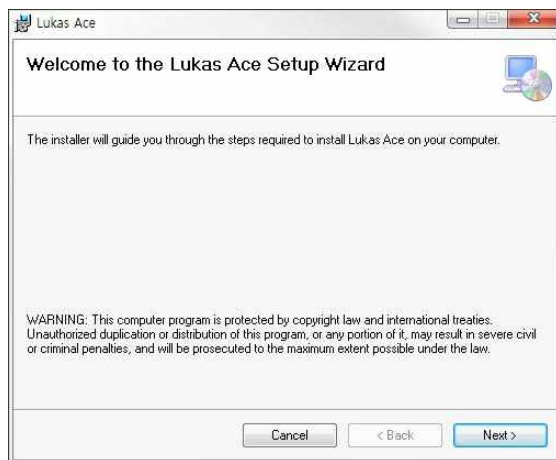 Lukas Ace
Welcome to the Lukas Ace Setup Wizard
The installer will guide you through the steps required to install Lukas Ace on your computer.
WARNING: This computer program is protected by copyright law and international treaties.
Unauthorized duplication or distribution of this program, or any portion of it, may result in severe civil
or criminal penalties, and will be prosecuted to the maximum extent possible under the law.
Cancel
< Back
Next >